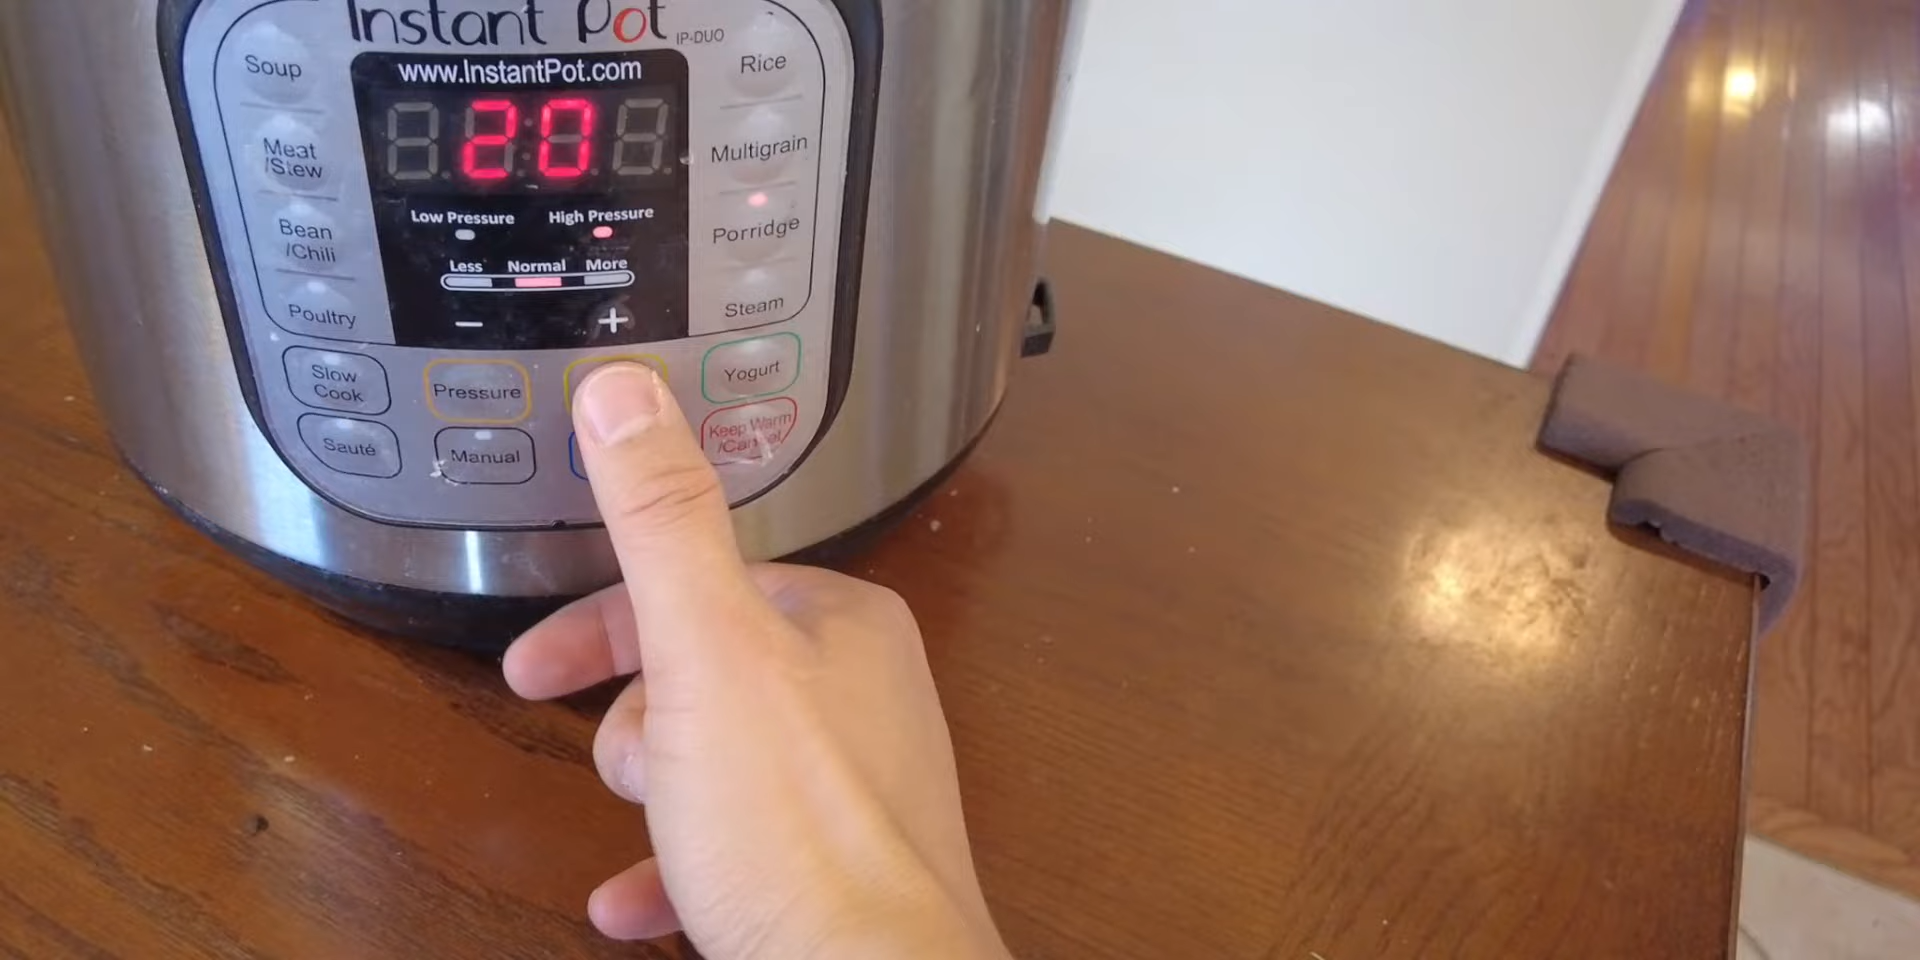 Instant Pot
IP-DUO
www.InstantPot.com
20
Low Pressure
High Pressure
Less
Normal
More
−
+
Soup
Meat
/Stew
Bean
/Chili
Poultry
Rice
Multigrain
Porridge
Steam
Slow
Cook
Pressure
Yogurt
Sauté
Manual
Keep Warm
/Cancel